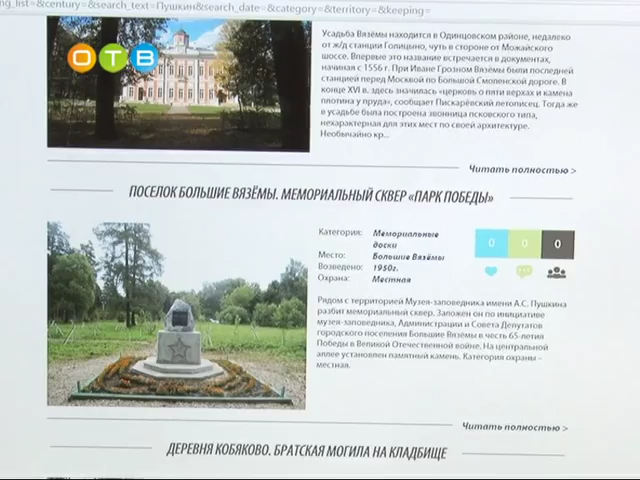 ng_list=&century=&search_text=Пушкин&search_date=&category=&territory=&keeping=
ОТВ
Усадьба Вязёмы находится в Одинцовском районе, недалеко
от ж/д станции Голицыно, чуть в стороне от Можайского
шоссе. Впервые это название встречается в документах,
начиная с 1556 г. При Иване Грозном Вязёмы были последней
станцией перед Москвой по Большой Смоленской дороге. В
конце XVI в. здесь значилась «церковь о пяти верхах и камена
плотина у пруда», сообщает Пискарёвский летописец. Тогда же
в усадьбе была построена звонница псковского типа,
нехарактерная для этих мест по своей архитектуре.
Необычайно кр...
Читать полностью >
ПОСЕЛОК БОЛЬШИЕ ВЯЗЁМЫ. МЕМОРИАЛЬНЫЙ СКВЕР «ПАРК ПОБЕДЫ»
Категория: Мемориальные доски
Место: Большие Вязёмы
Возведено: 1950г.
Охрана: Местная
0 0 0
Рядом с территорией Музея-заповедника имени А.С. Пушкина
разбит мемориальный сквер. Заложен он по инициативе
музея-заповедника, Администрации и Совета Депутатов
городского поселения Большие Вязёмы в честь 65-летия
Победы в Великой Отечественной войне. На центральной
аллее установлен памятный камень. Категория охраны –
местная.
Читать полностью >
ДЕРЕВНЯ КОБЯКОВО. БРАТСКАЯ МОГИЛА НА КЛАДБИЩЕ